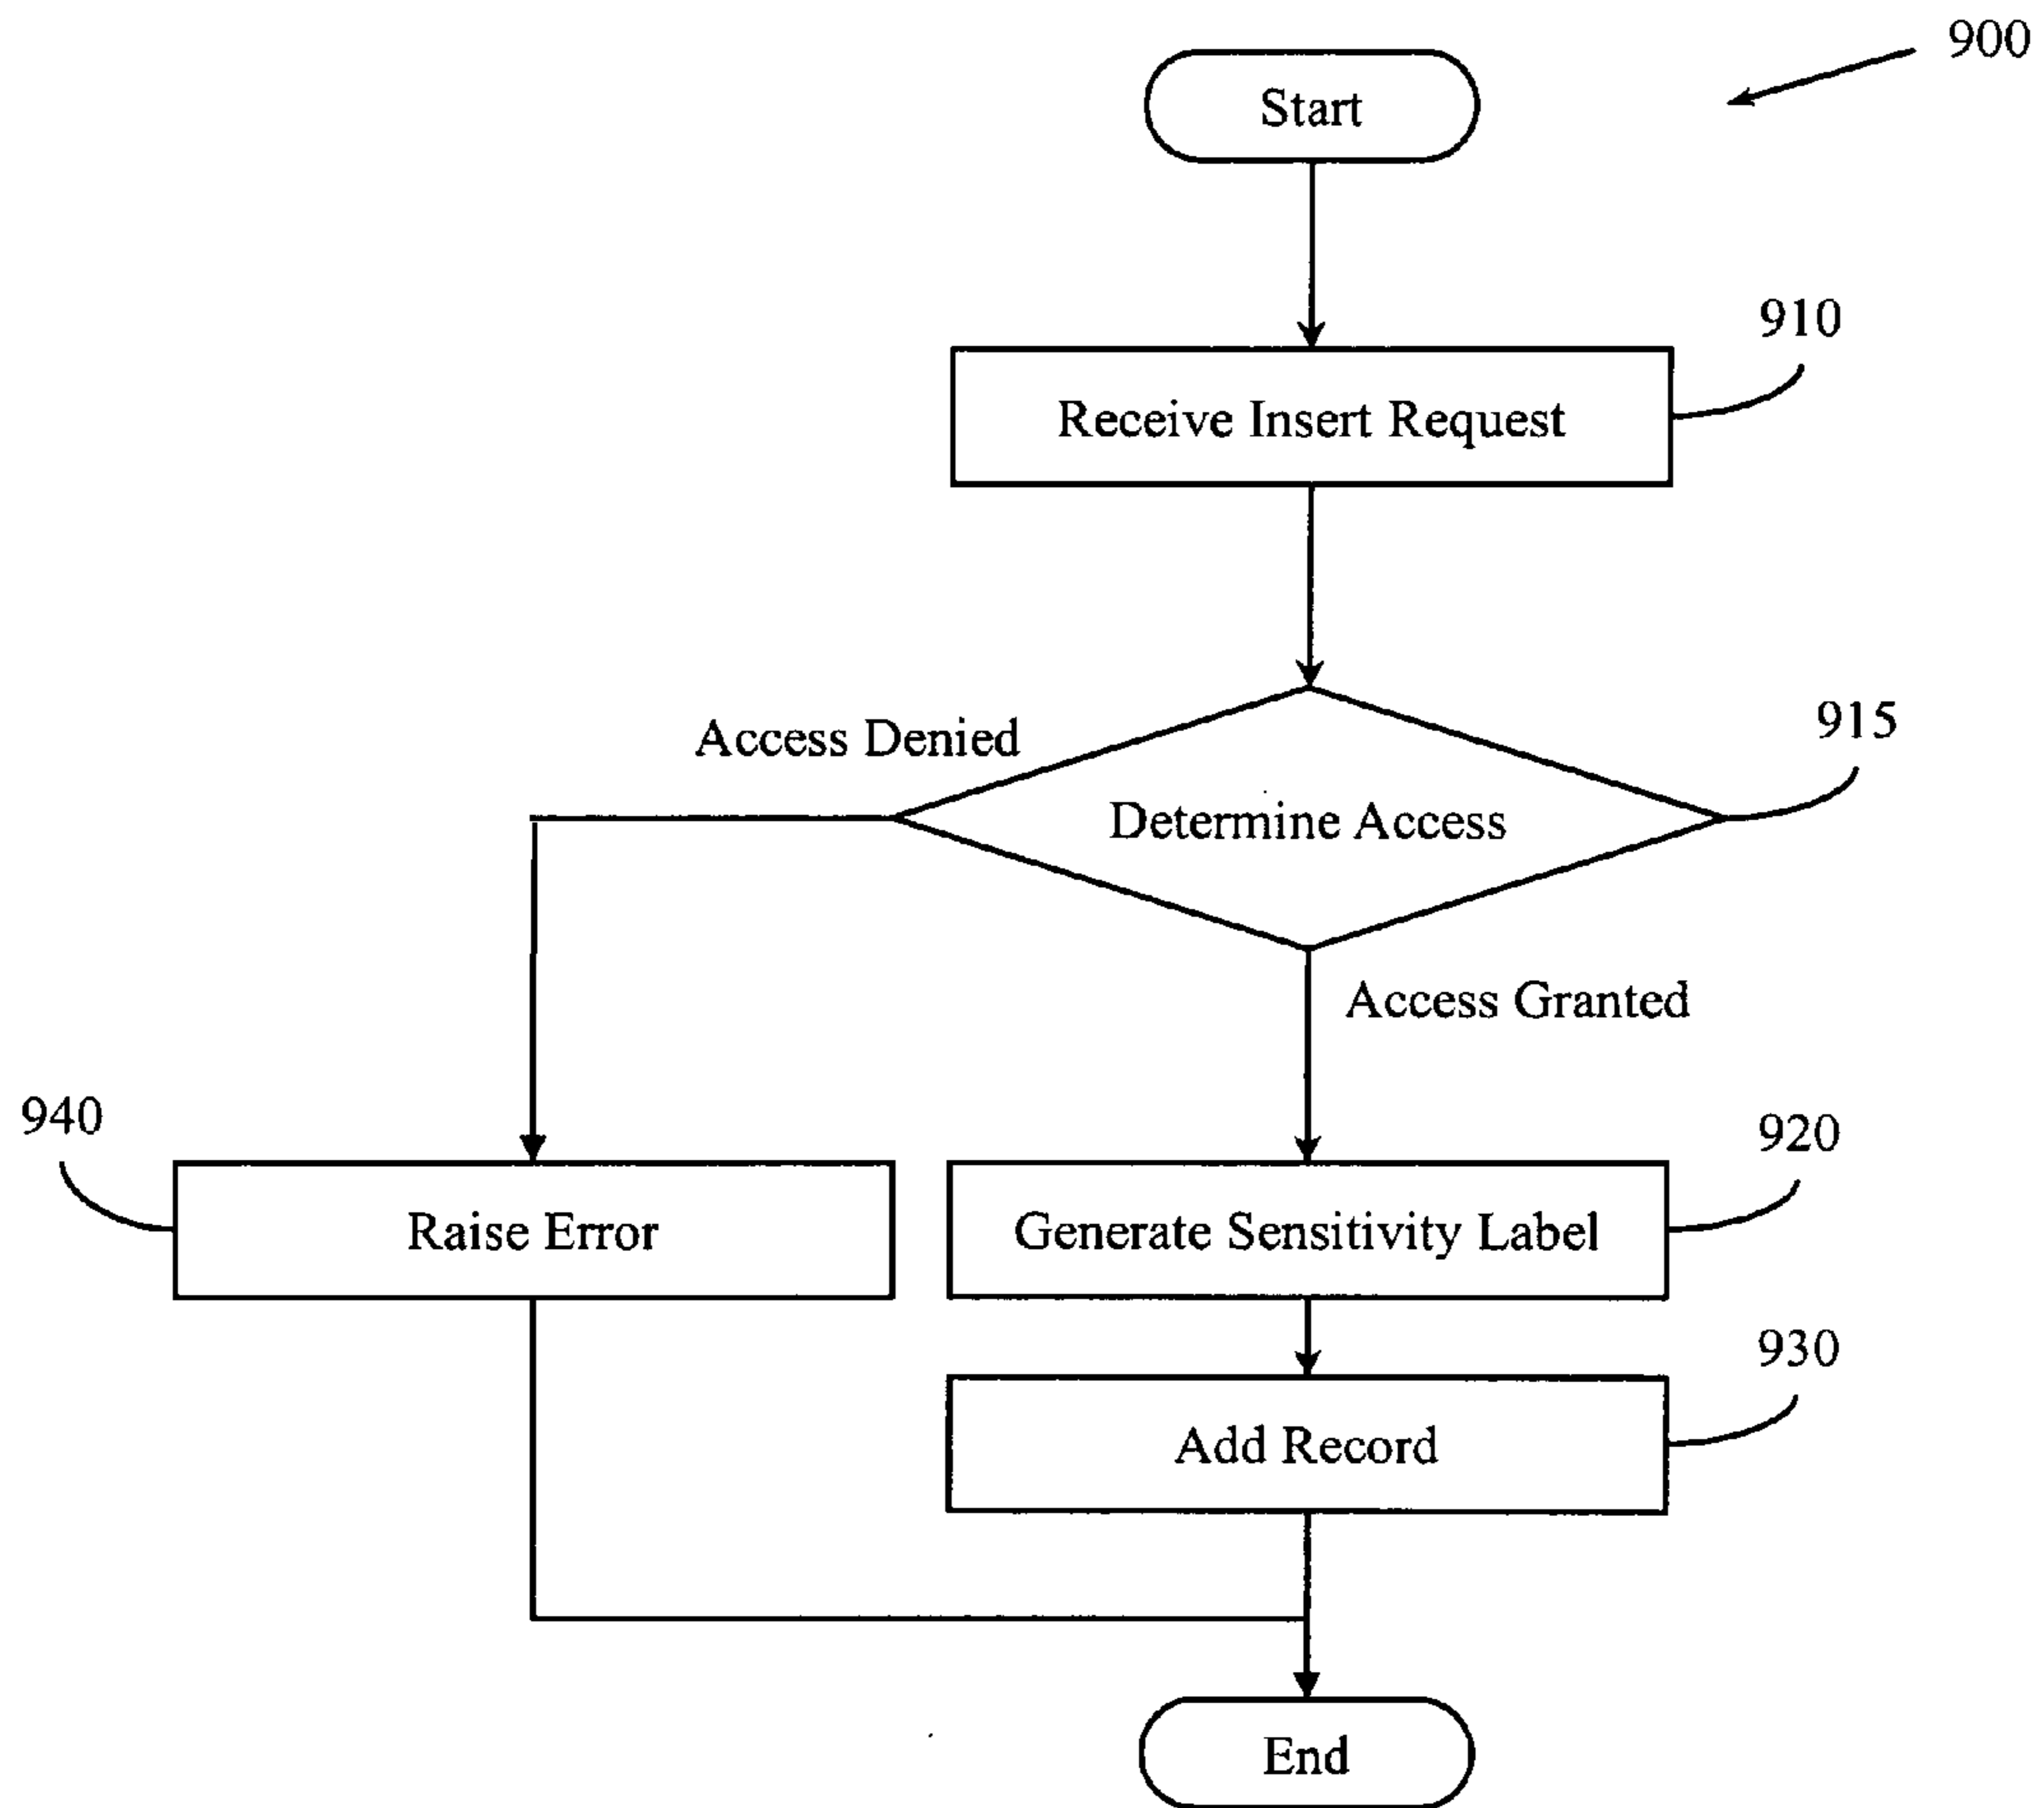 900
Start
910
Receive Insert Request
915
Access Denied
Determine Access
Access Granted
940
920
Raise Error
Generate Sensitivity Label
930
Add Record
End